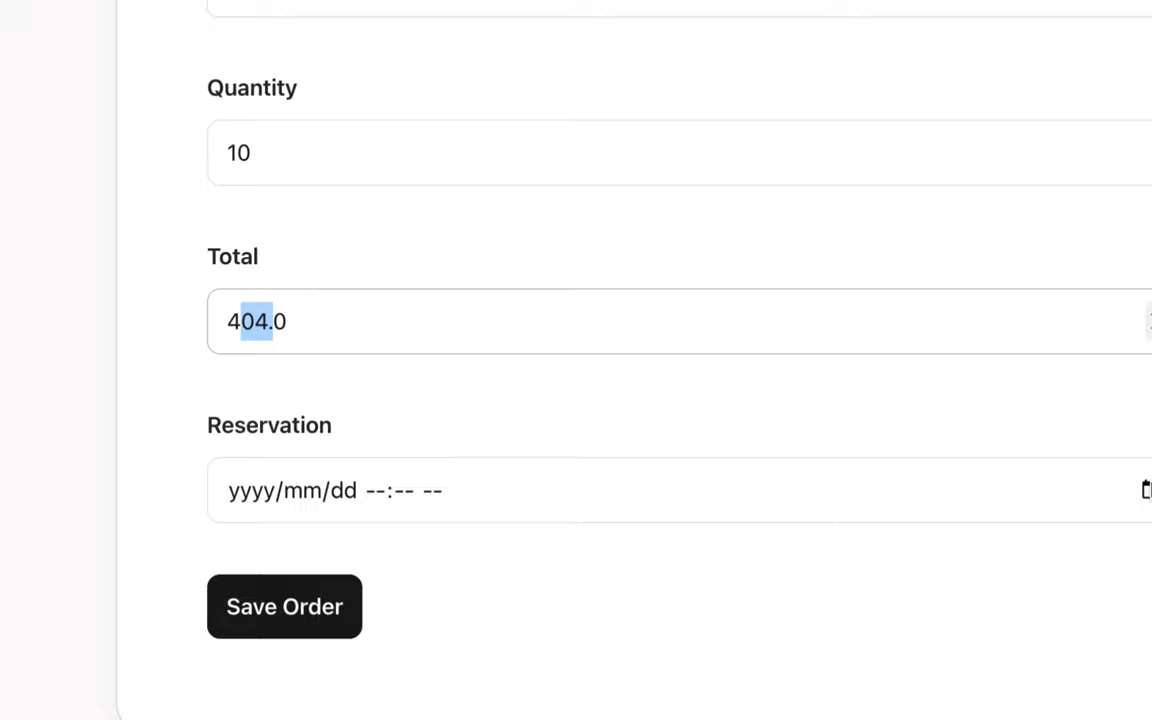 Quantity
10
Total
404.0
Reservation
yyyy/mm/dd --:-- --
Save Order